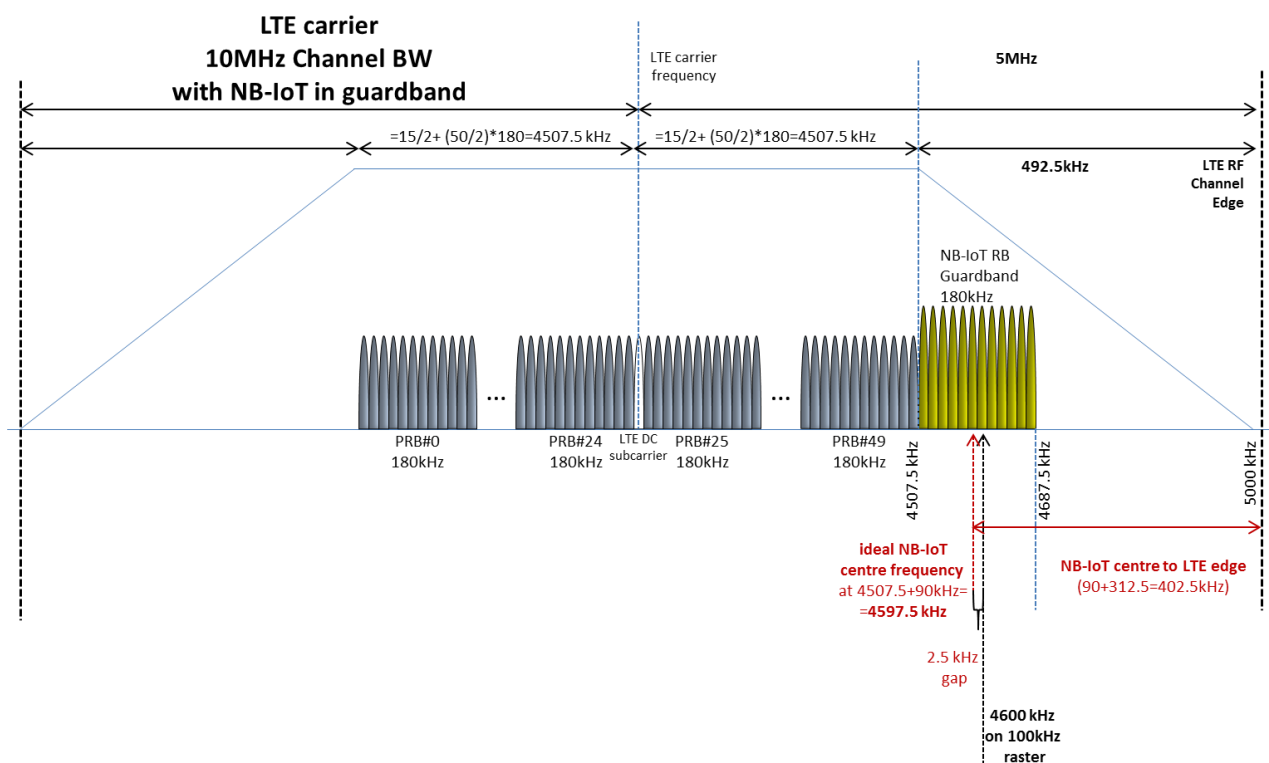 LTE carrier
10MHz Channel BW
with NB-IoT in guardband
LTE carrier
frequency
5MHz
=15/2+ (50/2)*180=4507.5 kHz
=15/2+ (50/2)*180=4507.5 kHz
492.5kHz
LTE RF
Channel
Edge
NB-IoT RB
Guardband
180kHz
...
...
PRB#0
180kHz
PRB#24
180kHz
LTE DC
subcarrier
PRB#25
180kHz
PRB#49
180kHz
4507.5 kHz
4687.5 kHz
5000 kHz
ideal NB-IoT
centre frequency
at 4507.5+90kHz=
=4597.5 kHz
NB-IoT centre to LTE edge
(90+312.5=402.5kHz)
2.5 kHz
gap
4600 kHz
on 100kHz
raster